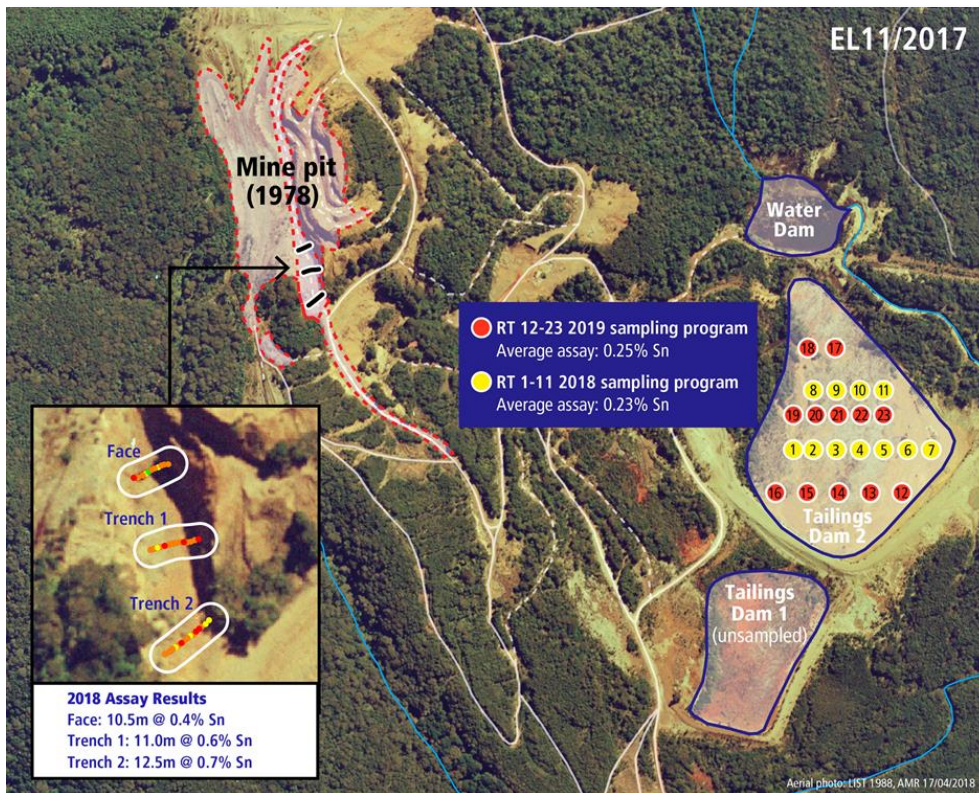 EL11/2017
Mine pit
(1978)
Water
Dam
RT 12-23 2019 sampling program
Average assay: 0.25% Sn
RT 1-11 2018 sampling program
Average assay: 0.23% Sn
18 17
8 9 10 11
19 20 21 22 23
1 2 3 4 5 6 7
16 15 14 13 12
Tailings
Dam 2
Tailings
Dam 1
(unsampled)
Face
Trench 1
Trench 2
2018 Assay Results
Face: 10.5m @ 0.4% Sn
Trench 1: 11.0m @ 0.6% Sn
Trench 2: 12.5m @ 0.7% Sn
Aerial photo: LIST 1988, AMR 17/04/2018